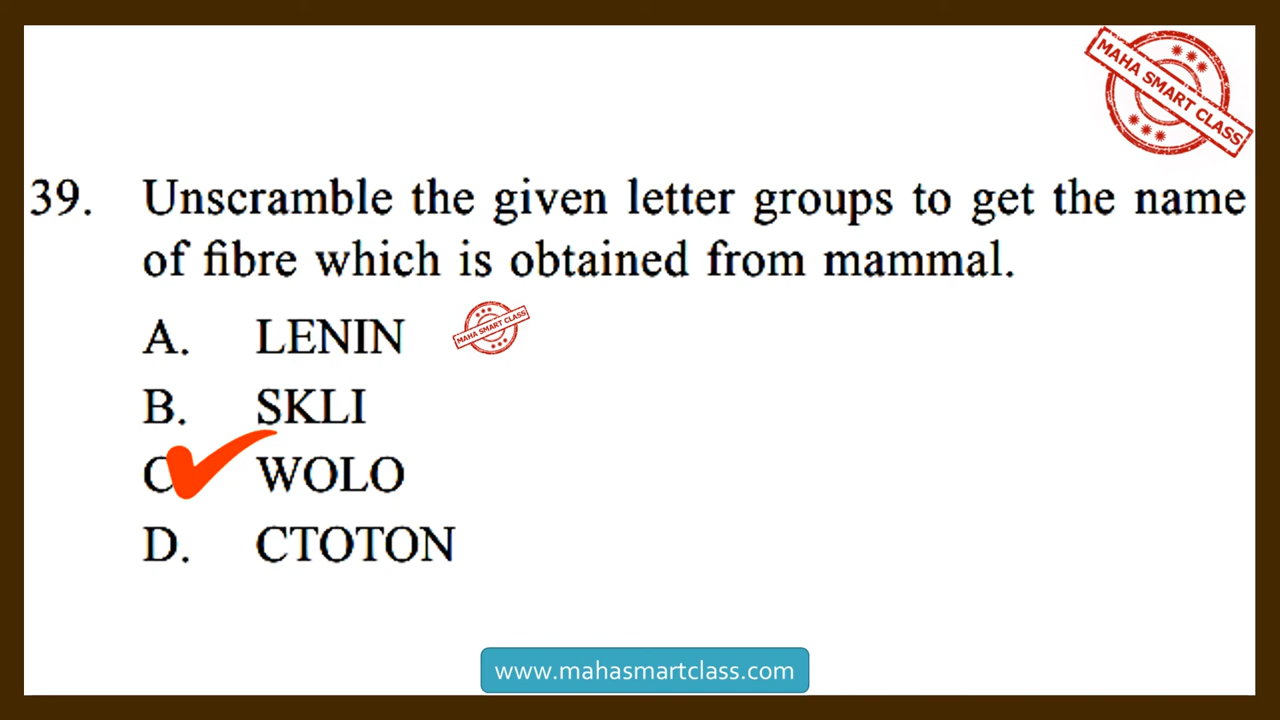 MAHA SMART CLASS
39. Unscramble the given letter groups to get the name
of fibre which is obtained from mammal.
A. LENIN
MAHA SMART CLASS
B. SKLI
C WOLO
D. CTOTON
www.mahasmartclass.com